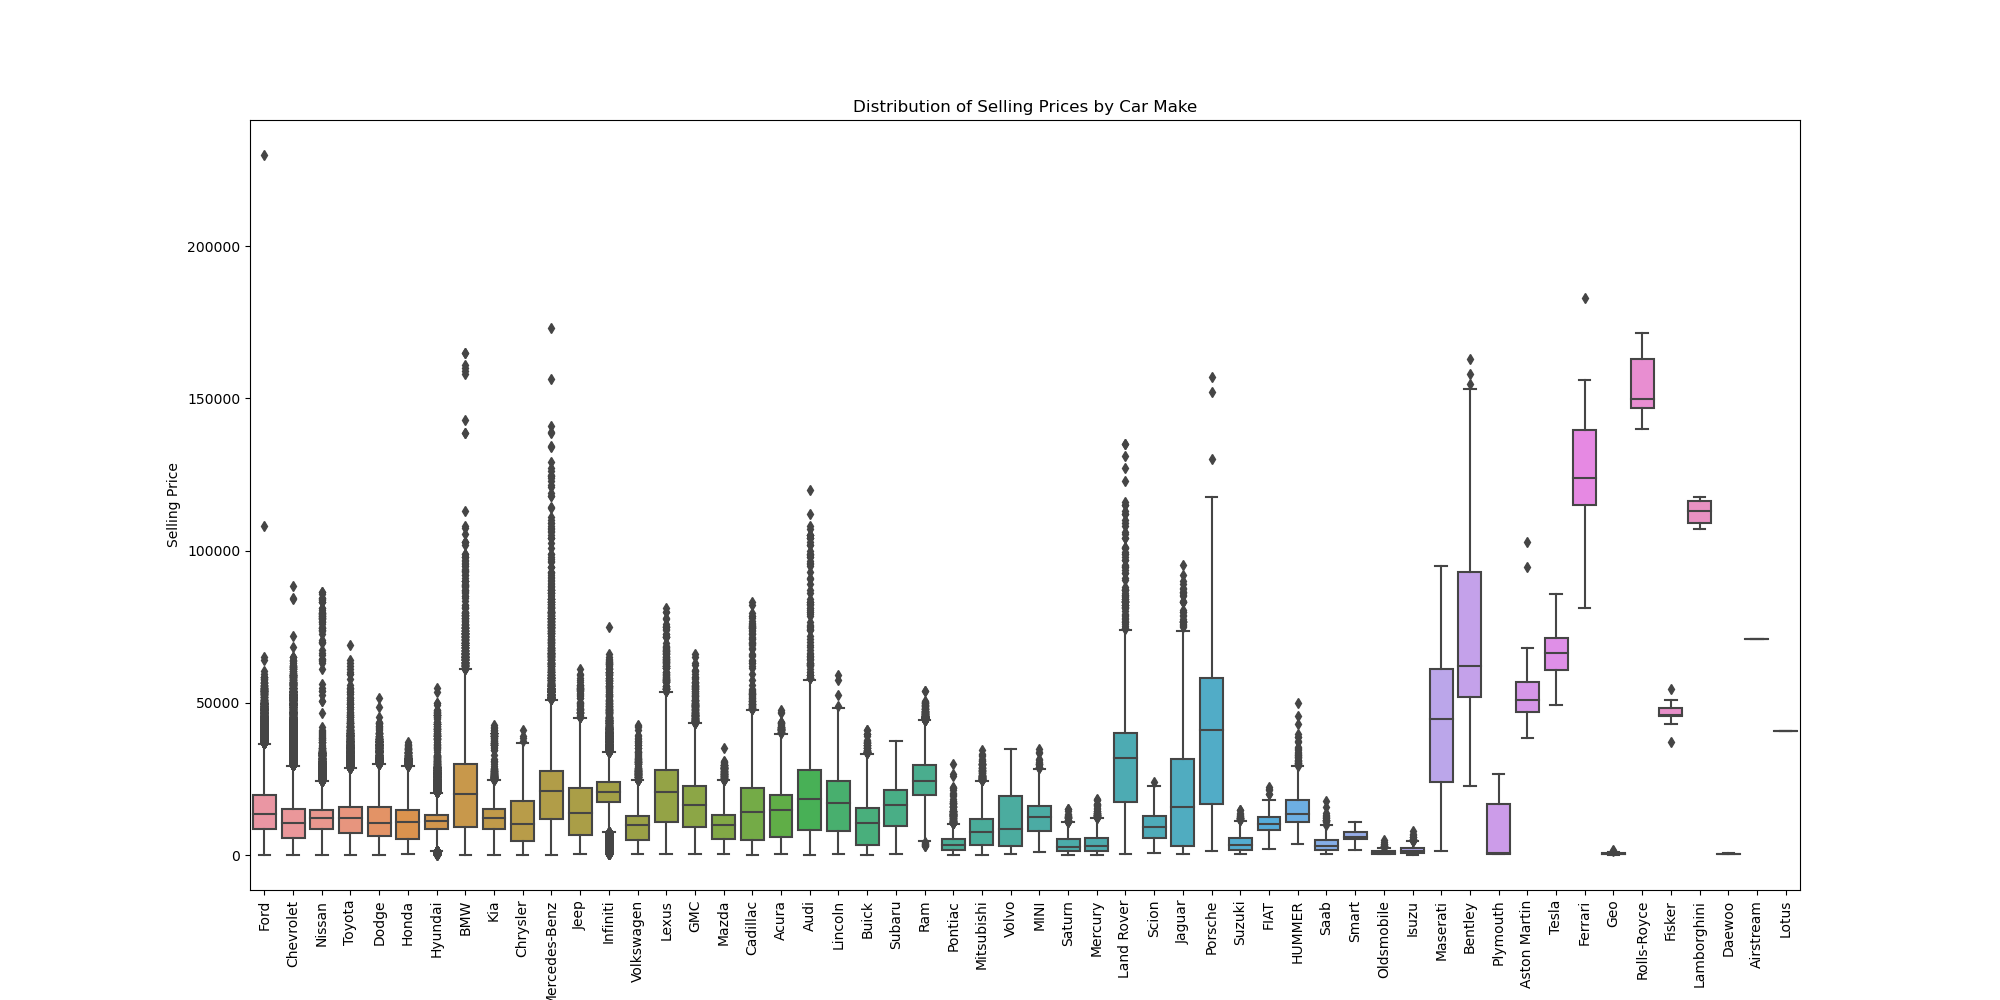 Distribution of Selling Prices by Car Make
Selling Price
200000
150000
100000
50000
0
Ford
Chevrolet
Nissan
Toyota
Dodge
Honda
Hyundai
BMW
Kia
Chrysler
Mercedes-Benz
Jeep
Infiniti
Volkswagen
Lexus
GMC
Mazda
Cadillac
Acura
Audi
Lincoln
Buick
Subaru
Ram
Pontiac
Mitsubishi
Volvo
MINI
Saturn
Mercury
Land Rover
Scion
Jaguar
Porsche
Suzuki
FIAT
HUMMER
Saab
Smart
Oldsmobile
Isuzu
Maserati
Bentley
Plymouth
Aston Martin
Tesla
Ferrari
Geo
Rolls-Royce
Fisker
Lamborghini
Daewoo
Airstream
Lotus